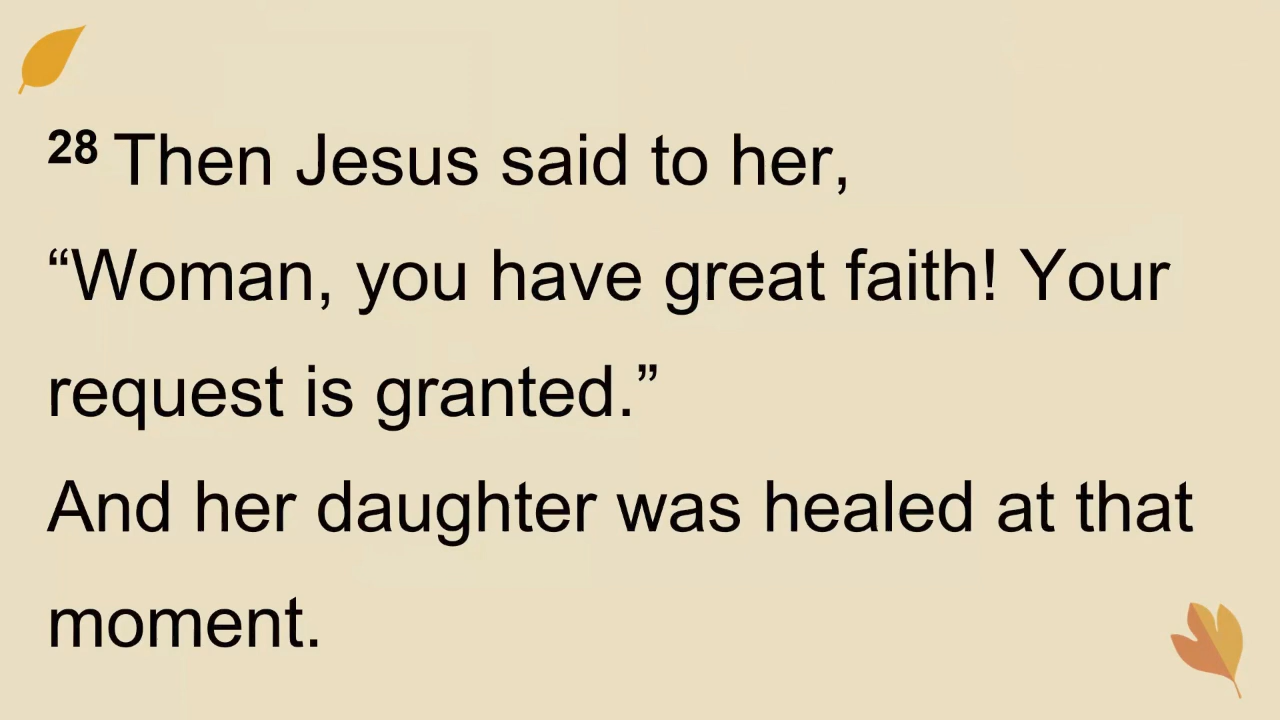 28 Then Jesus said to her,
“Woman, you have great faith! Your
request is granted.”
And her daughter was healed at that
moment.